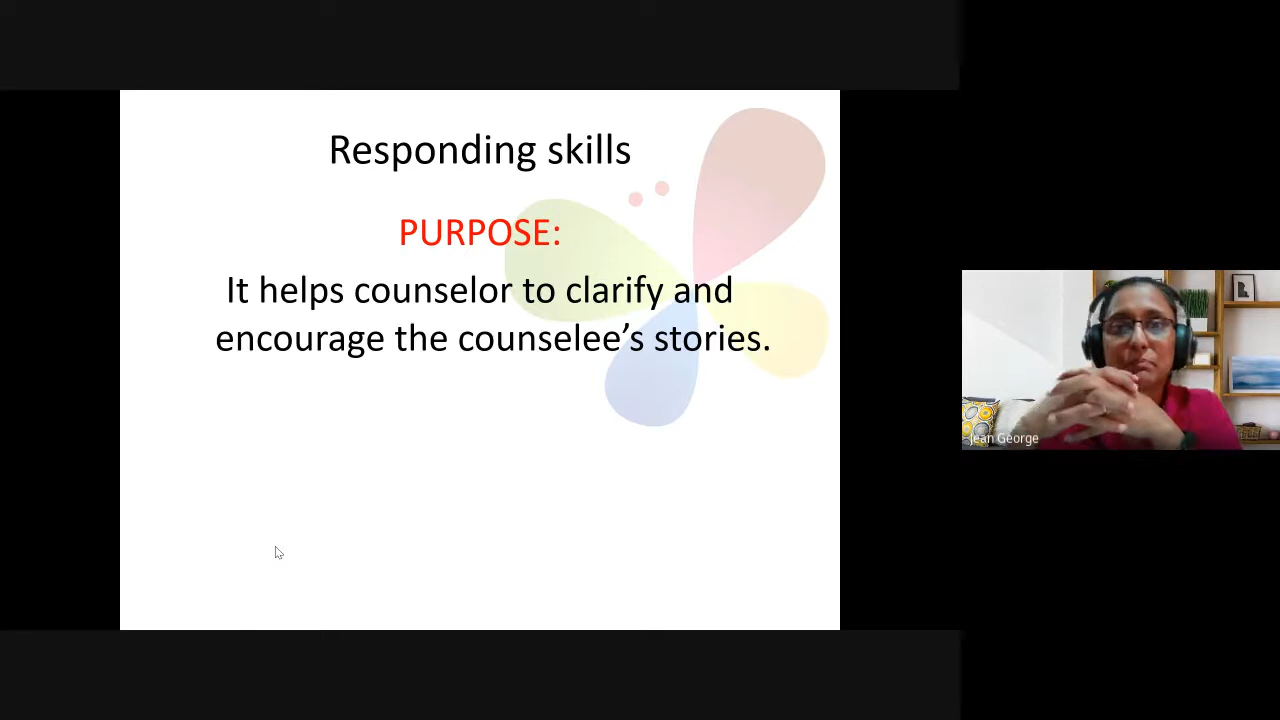 Responding skills
PURPOSE:
It helps counselor to clarify and
encourage the counselee’s stories.
Jean George